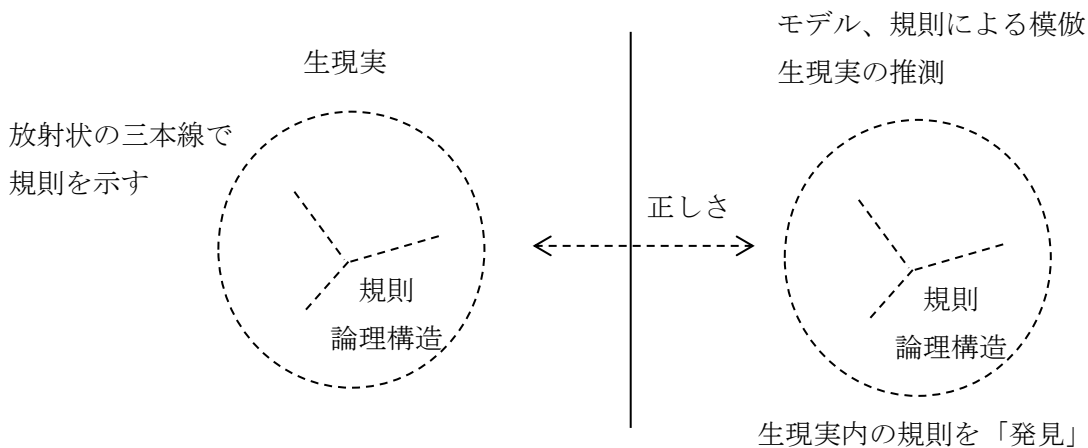 生現実
放射状の三本線で
規則を示す
規則
論理構造
正しさ
モデル、規則による模倣
生現実の推測
規則
論理構造
生現実内の規則を「発見」